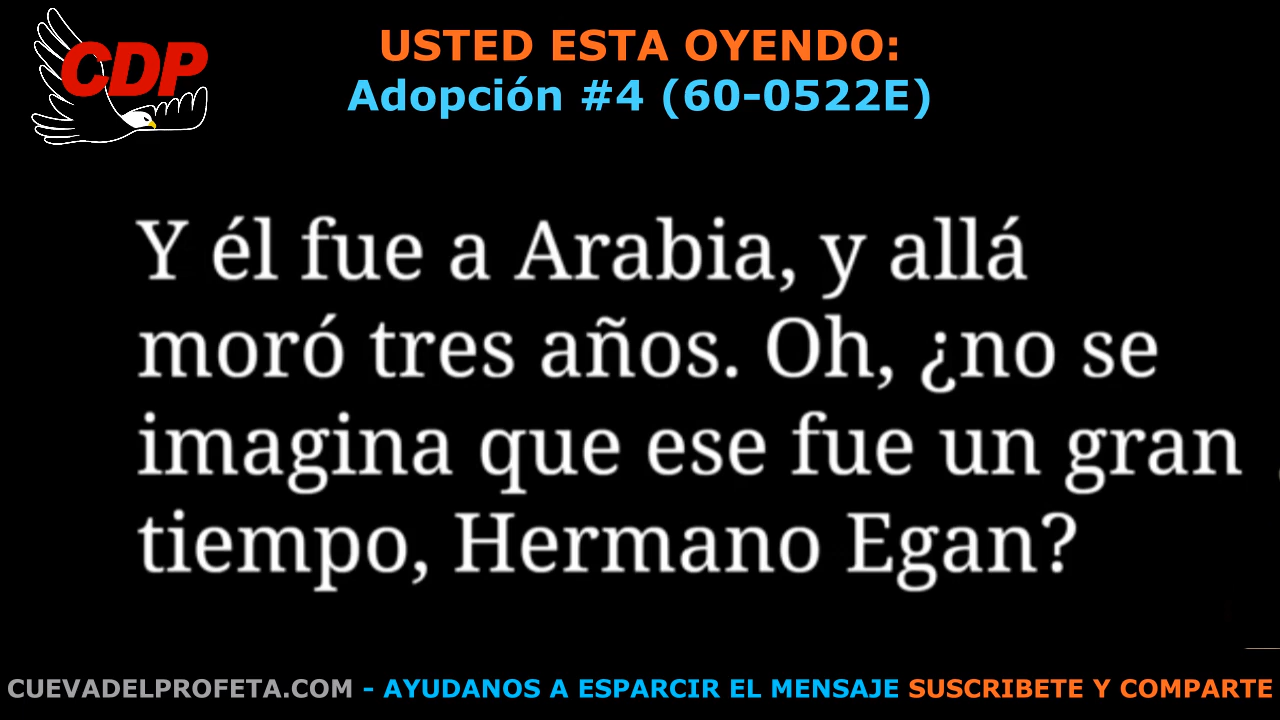 CDP
USTED ESTA OYENDO:
Adopción #4 (60-0522E)
Y él fue a Arabia, y allá
moró tres años. Oh, ¿no se
imagina que ese fue un gran
tiempo, Hermano Egan?
CUEVADELPROFETA.COM - AYUDANOS A ESPARCIR EL MENSAJE SUSCRIBETE Y COMPARTE